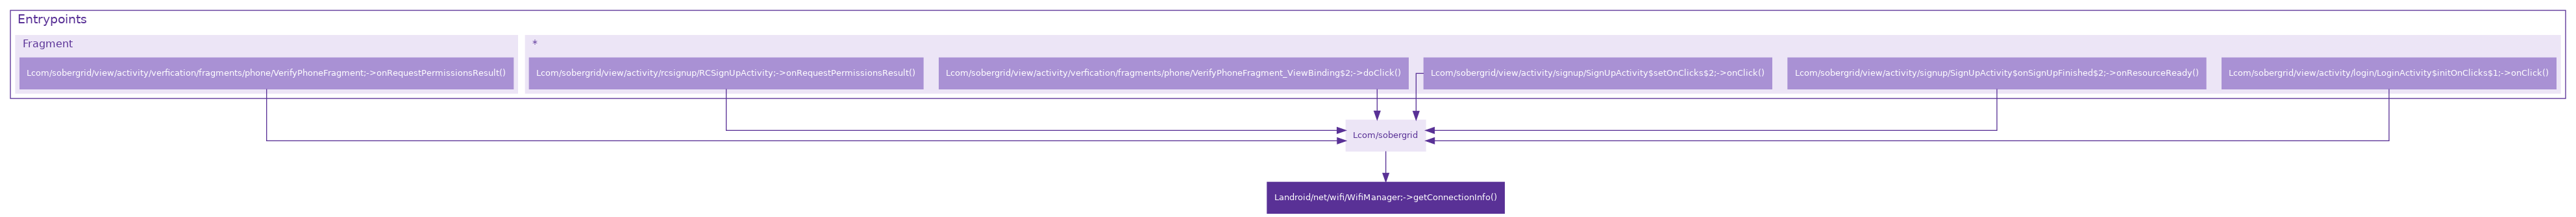 Entrypoints
Fragment
*
Lcom/sobergrid/view/activity/verfication/fragments/phone/VerifyPhoneFragment;->onRequestPermissionsResult()
Lcom/sobergrid/view/activity/rcsignup/RCSignUpActivity;->onRequestPermissionsResult()
Lcom/sobergrid/view/activity/verfication/fragments/phone/VerifyPhoneFragment_ViewBinding$2;->doClick()
Lcom/sobergrid/view/activity/signup/SignUpActivity$setOnClicks$2;->onClick()
Lcom/sobergrid/view/activity/signup/SignUpActivity$onSignUpFinished$2;->onResourceReady()
Lcom/sobergrid/view/activity/login/LoginActivity$initOnClicks$1;->onClick()
Lcom/sobergrid
Landroid/net/wifi/WifiManager;->getConnectionInfo()